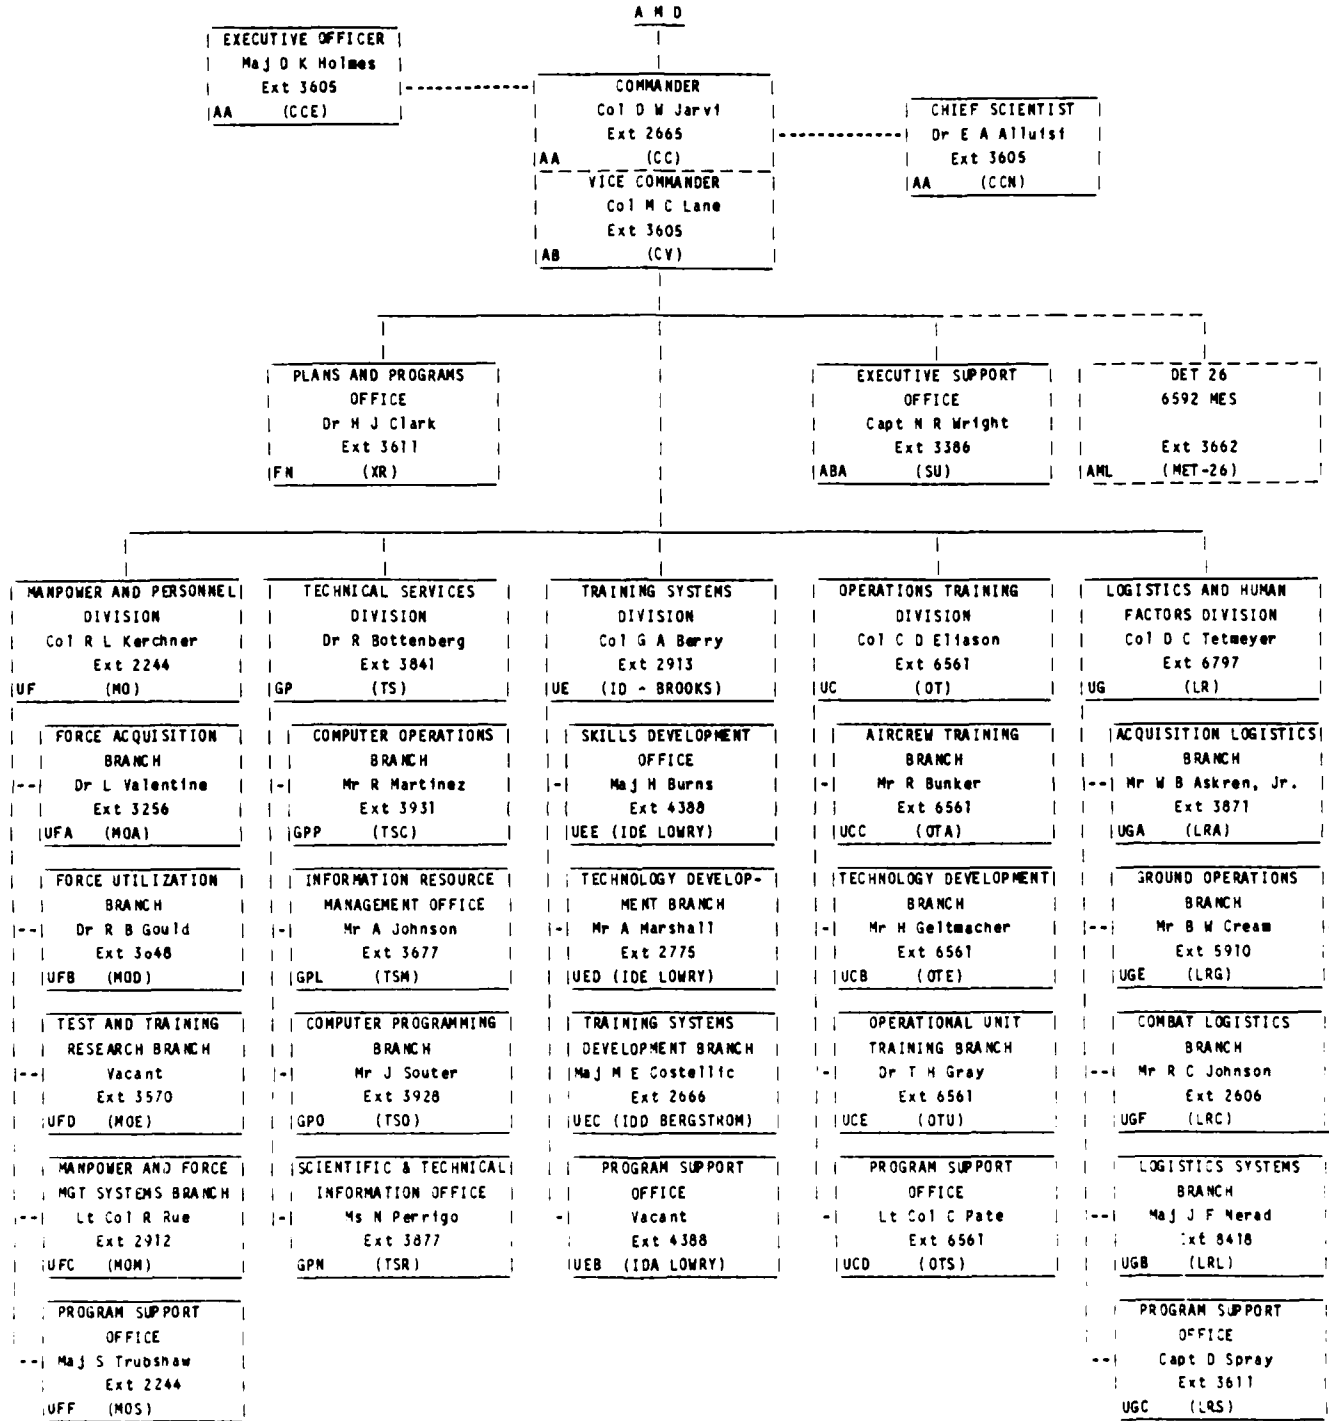 A M D
EXECUTIVE OFFICER
Maj D K Holmes
Ext 3605
AA (CCE)
COMMANDER
Col D W Jarvi
Ext 2665
AA (CC)
CHIEF SCIENTIST
Dr E A Alluisi
Ext 3605
AA (CCN)
VICE COMMANDER
Col M C Lane
Ext 3605
AB (CV)
PLANS AND PROGRAMS
OFFICE
Dr H J Clark
Ext 3611
FN (XR)
EXECUTIVE SUPPORT
OFFICE
Capt N R Wright
Ext 3386
ABA (SU)
DET 26
6592 MES
Ext 3662
AML (MET-26)
MANPOWER AND PERSONNEL
DIVISION
Col R L Kerchner
Ext 2244
UF (MO)
FORCE ACQUISITION
BRANCH
Dr L Valentine
Ext 3256
UFA (MOA)
FORCE UTILIZATION
BRANCH
Dr R B Gould
Ext 3648
UFB (MOD)
TEST AND TRAINING
RESEARCH BRANCH
Vacant
Ext 3570
UFD (MOE)
MANPOWER AND FORCE
MGT SYSTEMS BRANCH
Lt Col R Rue
Ext 2912
UFC (MOM)
PROGRAM SUPPORT
OFFICE
Maj S Trubshaw
Ext 2244
UFF (MOS)
TECHNICAL SERVICES
DIVISION
Dr R Bottenberg
Ext 3841
GP (TS)
COMPUTER OPERATIONS
BRANCH
Mr R Martinez
Ext 3931
GPP (TSC)
INFORMATION RESOURCE
MANAGEMENT OFFICE
Mr A Johnson
Ext 3677
GPL (TSM)
COMPUTER PROGRAMMING
BRANCH
Mr J Souter
Ext 3928
GPO (TSO)
SCIENTIFIC & TECHNICAL
INFORMATION OFFICE
Ms N Perrigo
Ext 3877
GPN (TSR)
TRAINING SYSTEMS
DIVISION
Col G A Berry
Ext 2913
UE (ID - BROOKS)
SKILLS DEVELOPMENT
OFFICE
Maj H Burns
Ext 4388
UEE (IDE LOWRY)
TECHNOLOGY DEVELOP-
MENT BRANCH
Mr A Marshall
Ext 2775
UED (IDE LOWRY)
TRAINING SYSTEMS
DEVELOPMENT BRANCH
Maj M E Costellic
Ext 2666
UEC (IDD BERGSTROM)
PROGRAM SUPPORT
OFFICE
Vacant
Ext 4388
UEB (IDA LOWRY)
OPERATIONS TRAINING
DIVISION
Col C D Eliason
Ext 6561
UC (OT)
AIRCREW TRAINING
BRANCH
Mr R Bunker
Ext 6561
UCC (OTA)
TECHNOLOGY DEVELOPMENT
BRANCH
Mr H Geltmacher
Ext 6561
UCB (OTE)
OPERATIONAL UNIT
TRAINING BRANCH
Dr T H Gray
Ext 6561
UCE (OTU)
PROGRAM SUPPORT
OFFICE
Lt Col C Pate
Ext 6561
UCD (OTS)
LOGISTICS AND HUMAN
FACTORS DIVISION
Col D C Tetmeyer
Ext 6797
UG (LR)
ACQUISITION LOGISTICS
BRANCH
Mr W B Askren, Jr.
Ext 3871
UGA (LRA)
GROUND OPERATIONS
BRANCH
Mr B W Cream
Ext 5910
UGE (LRG)
COMBAT LOGISTICS
BRANCH
Mr R C Johnson
Ext 2606
UGF (LRC)
LOGISTICS SYSTEMS
BRANCH
Maj J F Nerad
Ext 8418
UGB (LRL)
PROGRAM SUPPORT
OFFICE
Capt D Spray
Ext 3611
UGC (LRS)